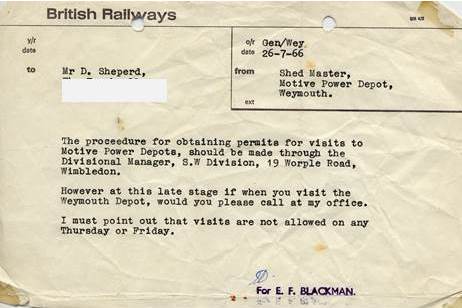 British Railways
BR 4/2
y/r
date
o/r Gen/Wey.
date 26-7-66
to Mr D. Sheperd,
from Shed Master,
Motive Power Depot,
Weymouth.
ext
The proceedure for obtaining permits for visits to
Motive Power Depots, should be made through the
Divisional Manager, S.W Division, 19 Worple Road,
Wimbledon.
However at this late stage if when you visit the
Weymouth Depot, would you please call at my office.
I must point out that visits are not allowed on any
Thursday or Friday.
For E. F. BLACKMAN.